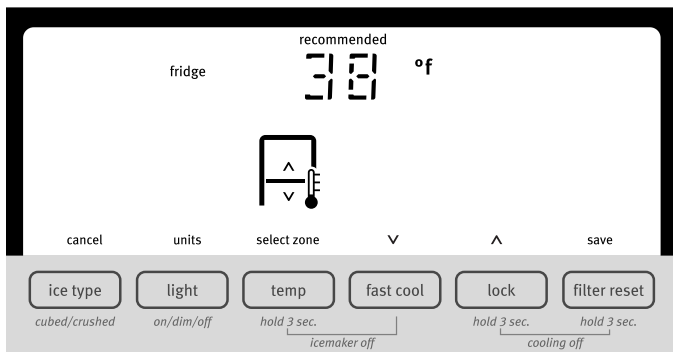 recommended
fridge 38 °f
cancel units select zone ∨ ∧ save
ice type light temp fast cool lock filter reset
cubed/crushed on/dim/off hold 3 sec. hold 3 sec. hold 3 sec.
icemaker off cooling off